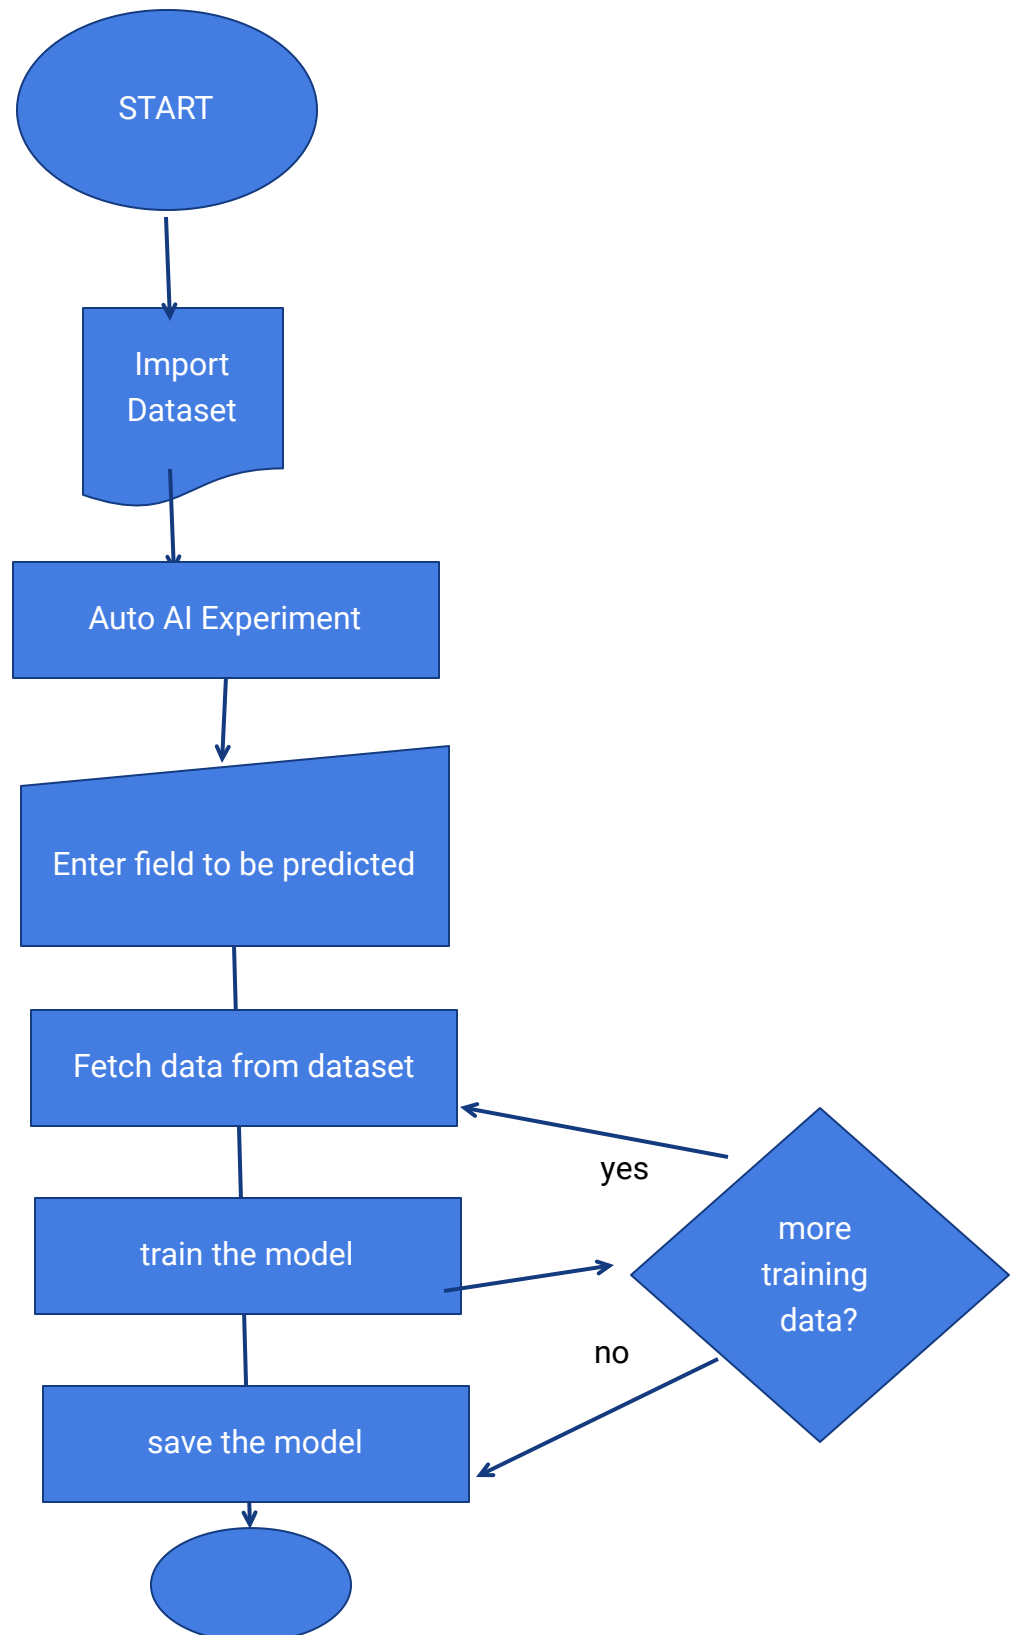 START
Import
Dataset
Auto AI Experiment
Enter field to be predicted
Fetch data from dataset
yes
train the model
more
training
data?
no
save the model